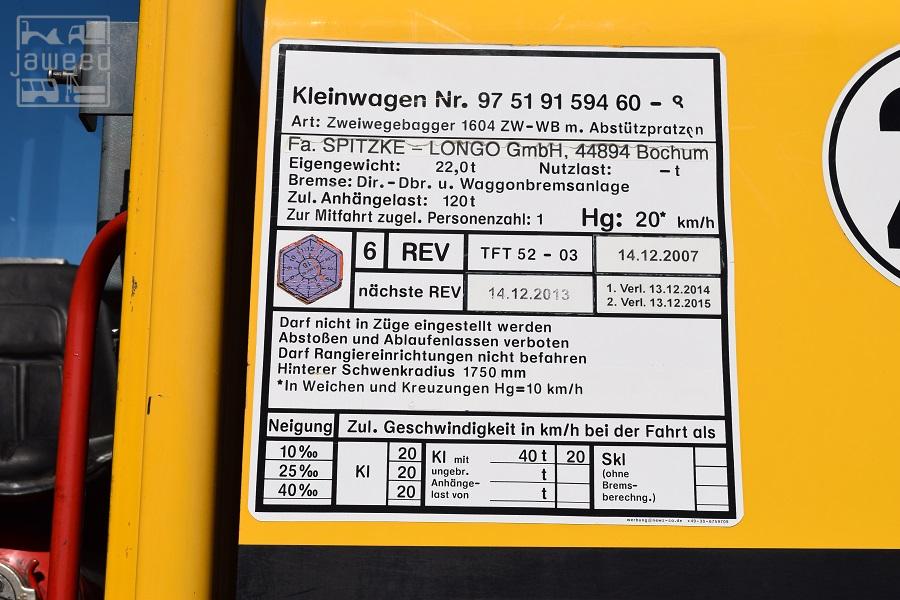 jaweed
Kleinwagen Nr. 97 51 91 594 60 - 9
Art: Zweiwegebagger 1604 ZW-WB m. Abstützpratzen
Fa. SPITZKE - LONGO GmbH, 44894 Bochum
Eigengewicht: 22,0t Nutzlast: -t
Bremse: Dir.-Dbr. u. Waggonbremsanlage
Zul. Anhängelast: 120t
Zur Mitfahrt zugel. Personenzahl: 1 Hg: 20* km/h
6 REV TFT 52 - 03 14.12.2007
nächste REV 14.12.2013 1. Verl. 13.12.2014
2. Verl. 13.12.2015
Darf nicht in Züge eingestellt werden
Abstoßen und Ablaufenlassen verboten
Darf Rangiereinrichtungen nicht befahren
Hinterer Schwenkradius 1750 mm
*In Weichen und Kreuzungen Hg=10 km/h
Neigung Zul. Geschwindigkeit in km/h bei der Fahrt als
10‰ 20 Kl mit 40 t 20 Skl
25‰ Kl 20 ungebr. t (ohne
Anhänge- Brems-
40‰ 20 last von t berechng.)
2